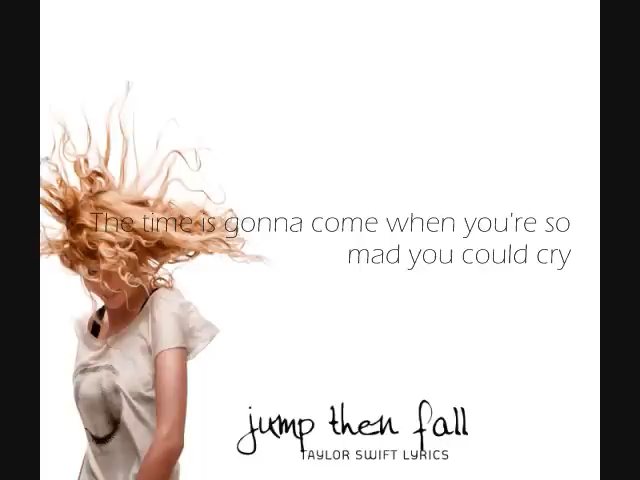 The time is gonna come when you're so
mad you could cry
jump then fall
TAYLOR SWIFT LYRICS